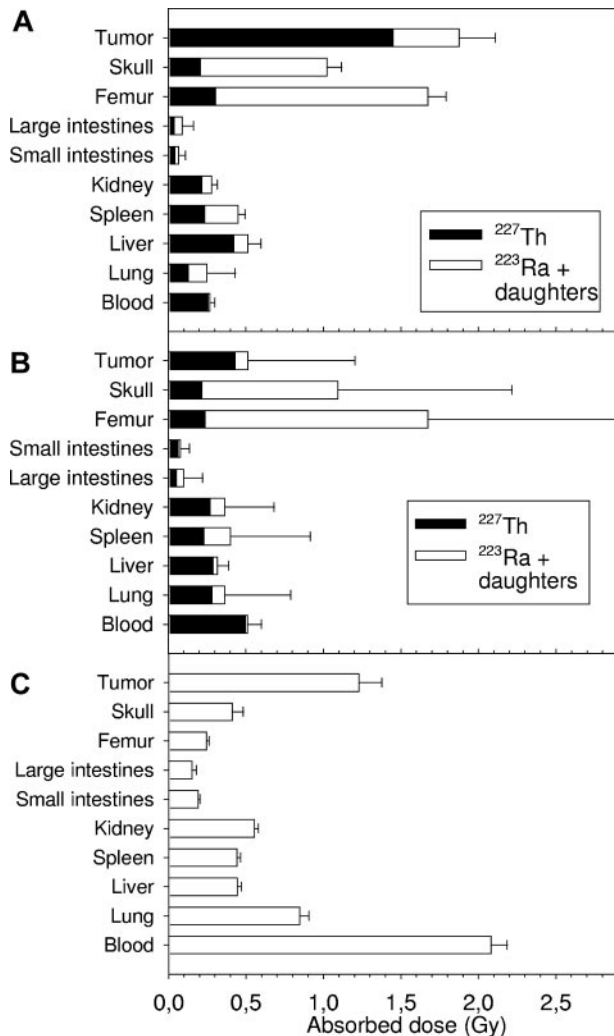 A
Tumor
Skull
Femur
Large intestines
Small intestines
Kidney
Spleen
Liver
Lung
Blood
²²⁷Th
²²³Ra +
daughters
B
Tumor
Skull
Femur
Small intestines
Large intestines
Kidney
Spleen
Liver
Lung
Blood
²²⁷Th
²²³Ra +
daughters
C
Tumor
Skull
Femur
Large intestines
Small intestines
Kidney
Spleen
Liver
Lung
Blood
0,0 0,5 1,0 1,5 2,0 2,5
Absorbed dose (Gy)